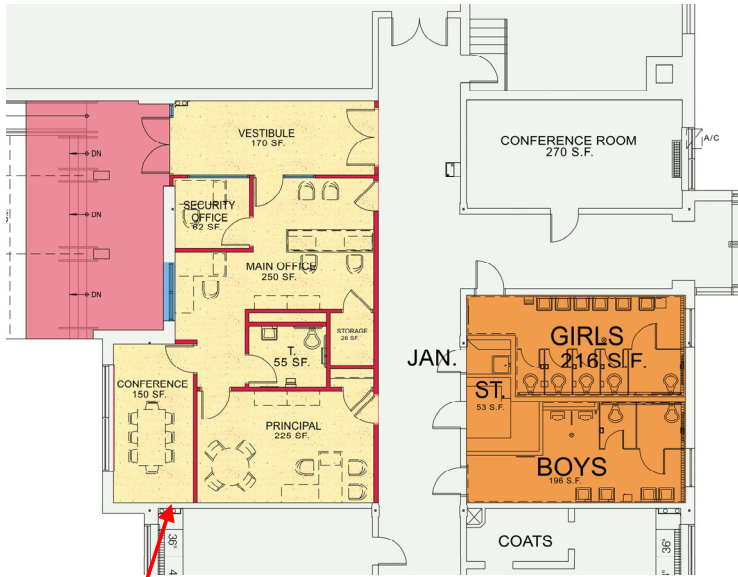 VESTIBULE
170 SF.
CONFERENCE ROOM
270 S.F.
A/C
DN
SECURITY
OFFICE
62 SF.
DN
MAIN OFFICE
250 SF.
DN
STORAGE
26 SF.
GIRLS
216 S.F.
T.
55 SF.
JAN.
ST.
53 S.F.
CONFERENCE
150 SF.
PRINCIPAL
225 SF.
BOYS
196 S.F.
COATS
36"
36"
4